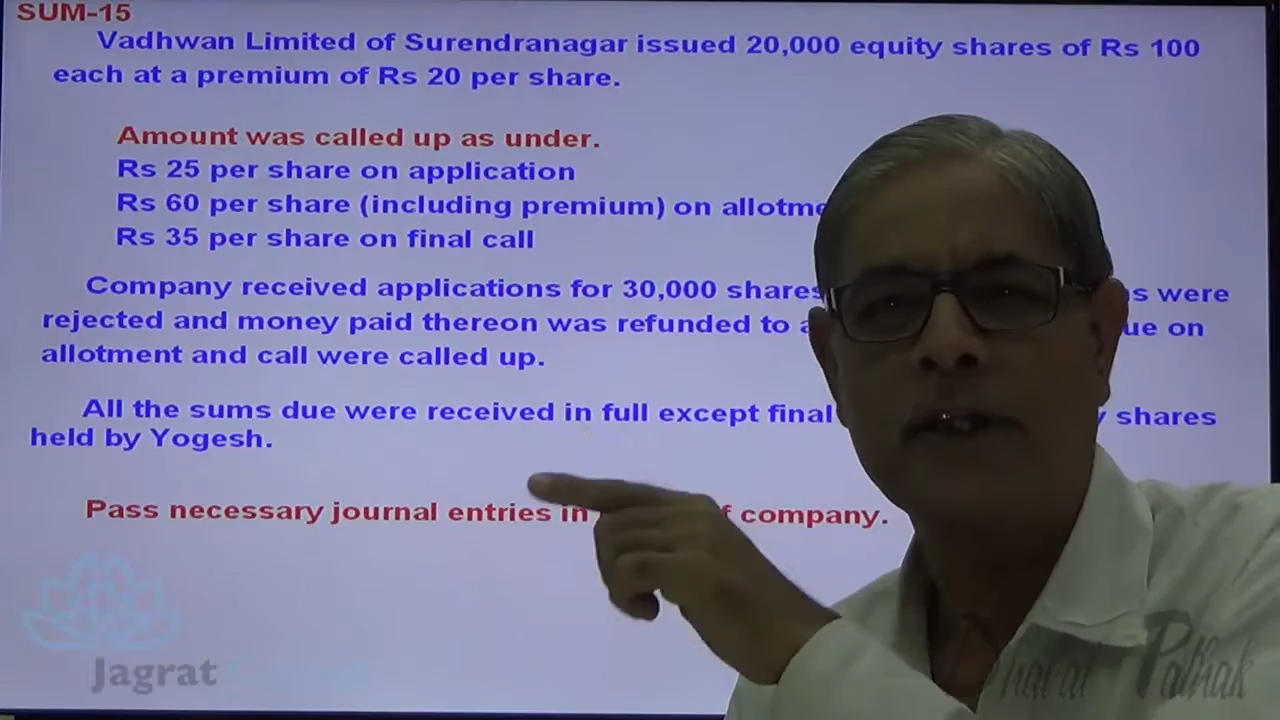 SUM-15
Vadhwan Limited of Surendranagar issued 20,000 equity shares of Rs 100
each at a premium of Rs 20 per share.
Amount was called up as under.
Rs 25 per share on application
Rs 60 per share (including premium) on
Rs 35 per share on final call
Company received applications for 30,000 shares were
rejected and money paid thereon was refunded to on
allotment and call were called up.
All the sums due were received in full except final shares
held by Yogesh.
Pass necessary journal entries in company.
Jagrat
Pathak